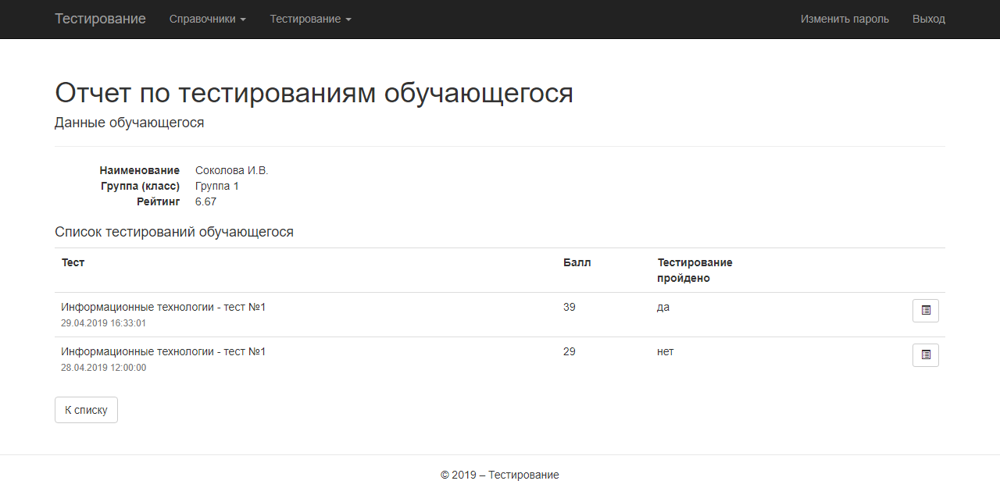 Тестирование Справочники Тестирование Изменить пароль Выход
Отчет по тестированиям обучающегося
Данные обучающегося
Наименование Соколова И.В.
Группа (класс) Группа 1
Рейтинг 6.67
Список тестирований обучающегося
Тест Балл Тестирование
пройдено
Информационные технологии - тест №1 39 да
29.04.2019 16:33:01
Информационные технологии - тест №1 29 нет
28.04.2019 12:00:00
К списку
© 2019 – Тестирование